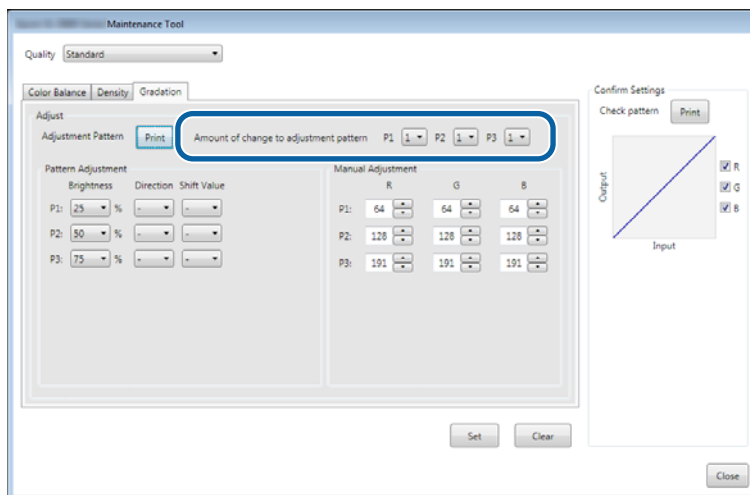 Maintenance Tool
Quality Standard
Color Balance Density Gradation
Adjust
Adjustment Pattern Print Amount of change to adjustment pattern P1 1 P2 1 P3 1
Pattern Adjustment
Brightness Direction Shift Value
P1: 25 % - -
P2: 50 % - -
P3: 75 % - -
Manual Adjustment
R G B
P1: 64 64 64
P2: 128 128 128
P3: 191 191 191
Set Clear
Confirm Settings
Check pattern Print
Output
Input
R
G
B
Close